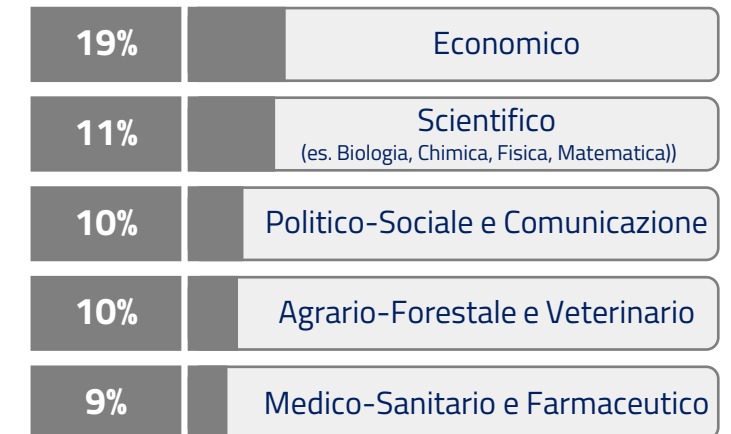 19% Economico
11% Scientifico
(es. Biologia, Chimica, Fisica, Matematica))
10% Politico-Sociale e Comunicazione
10% Agrario-Forestale e Veterinario
9% Medico-Sanitario e Farmaceutico